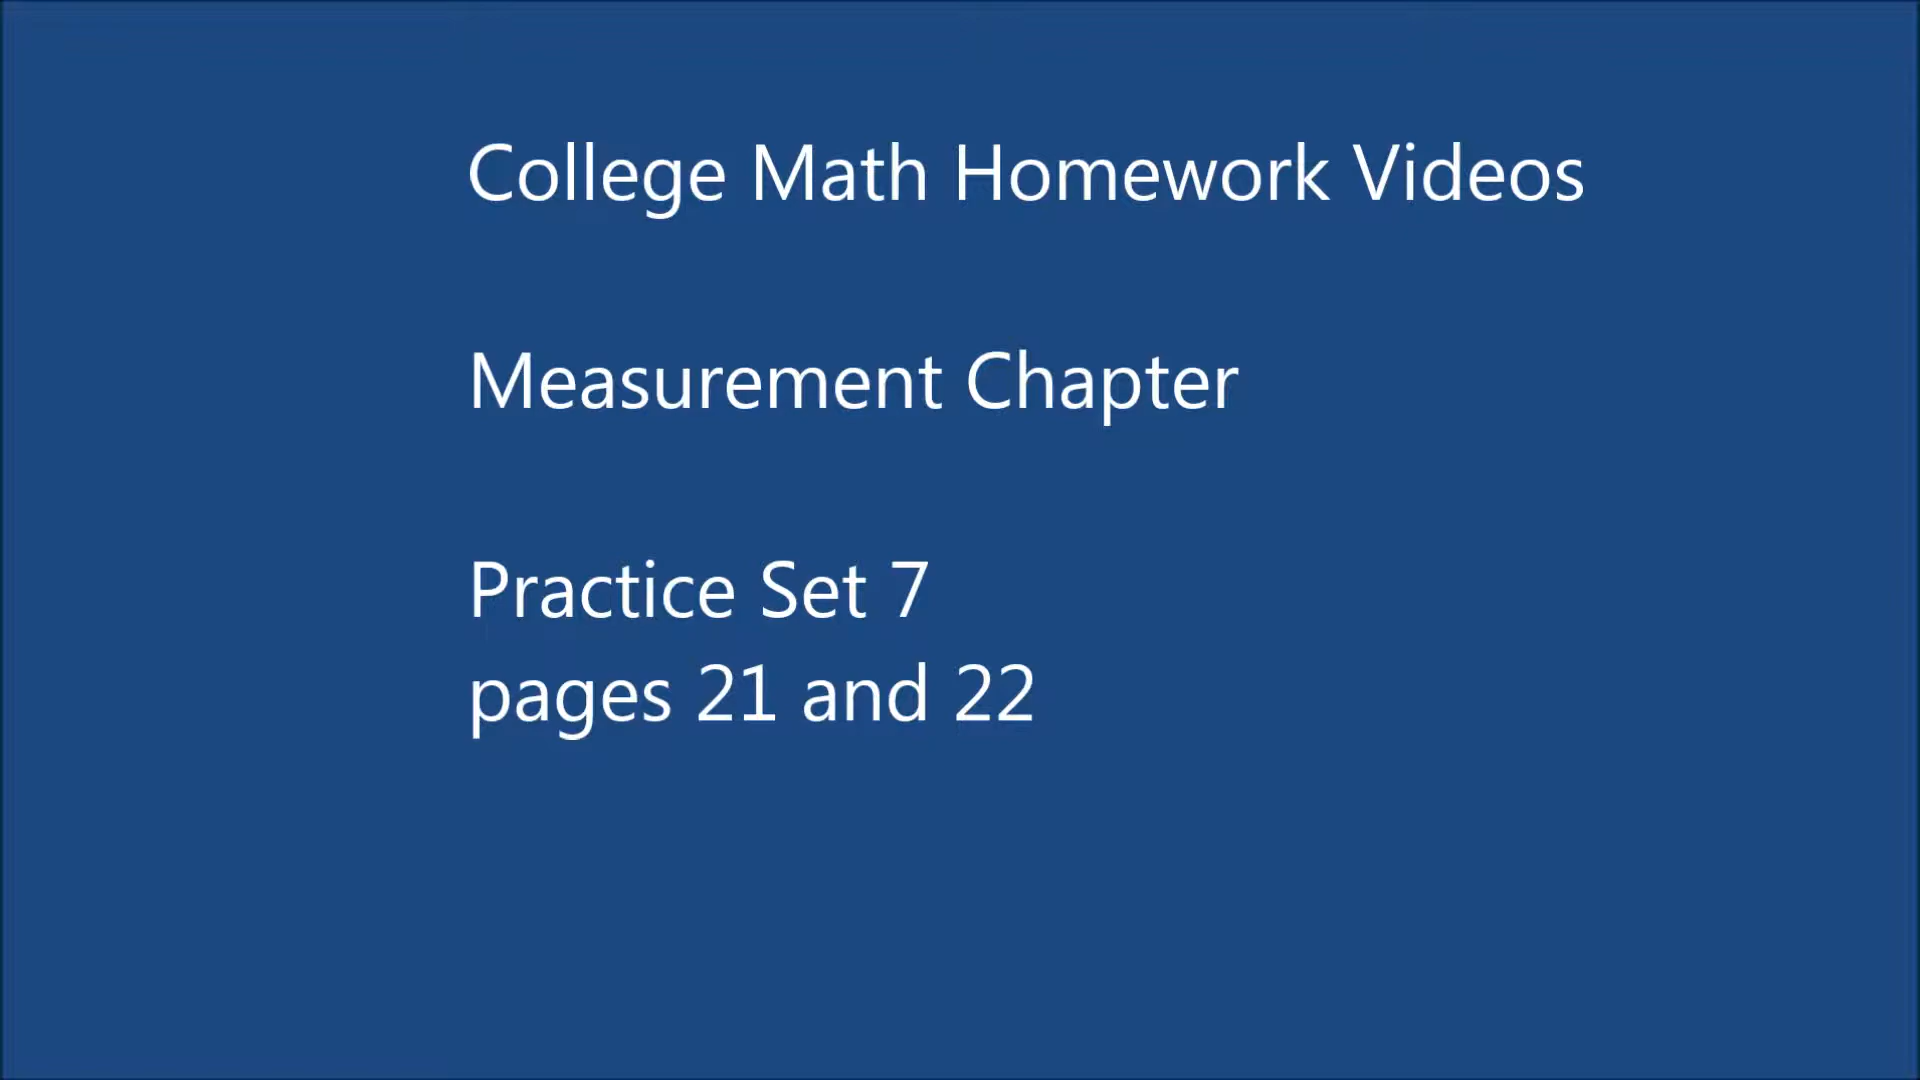 College Math Homework Videos
Measurement Chapter
Practice Set 7
pages 21 and 22